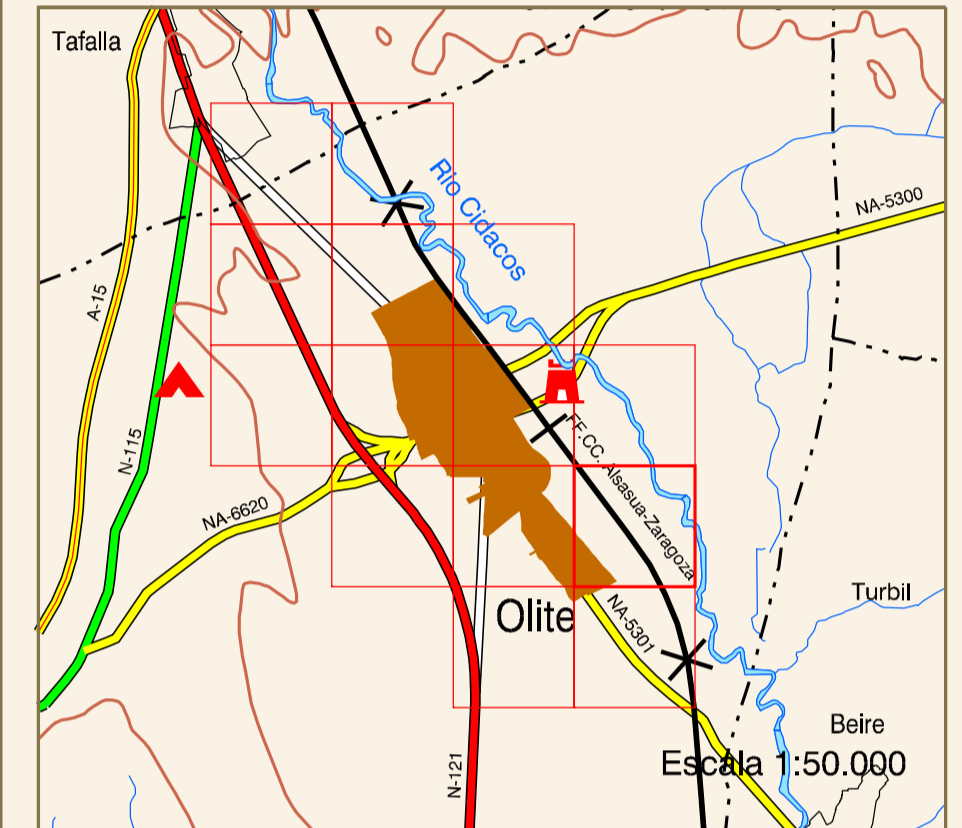 Tafalla
Rio Cidacos
NA-5300
A-15
N-115
FF.CC. Alsasua-Zaragoza
NA-6620
Turbil
Olite
NA-5301
Beire
Escala 1:50.000
N-121